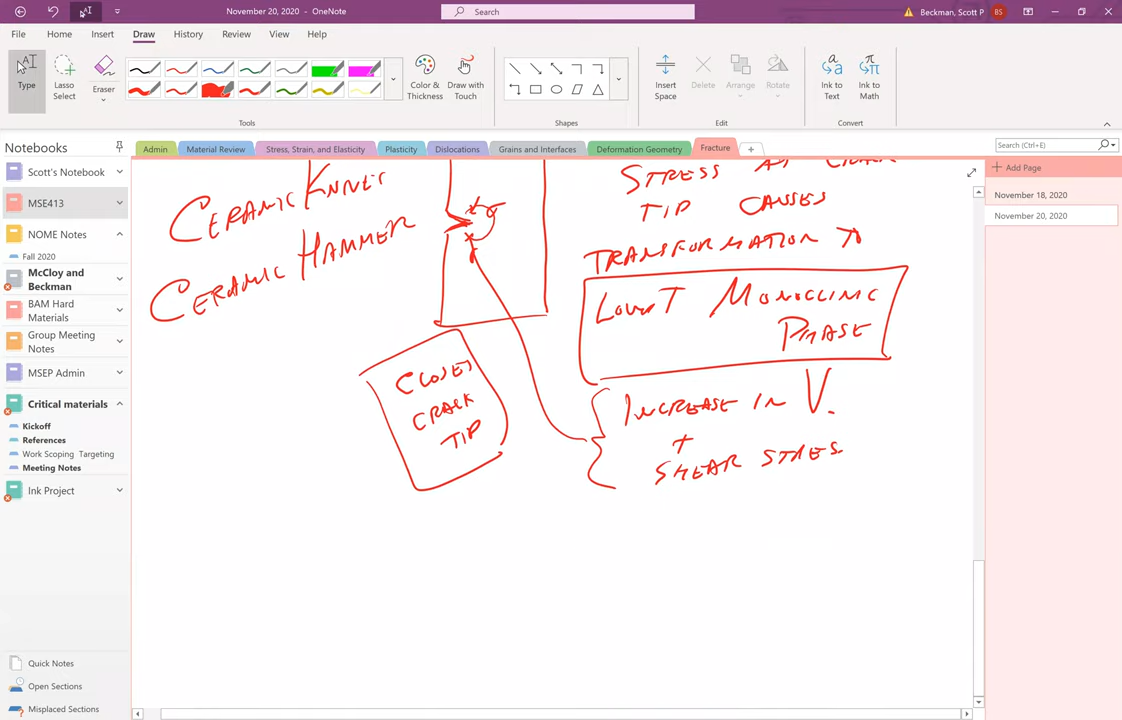 November 20, 2020 - OneNote
Search
Beckman, Scott P
BS
File
Home
Insert
Draw
History
Review
View
Help
Type
Lasso
Select
Eraser
Color &
Thickness
Draw with
Touch
Insert
Space
Delete
Arrange
Rotate
Ink to
Text
Ink to
Math
Tools
Shapes
Edit
Convert
Notebooks
Admin
Material Review
Stress, Strain, and Elasticity
Plasticity
Dislocations
Grains and Interfaces
Deformation Geometry
Fracture
Search (Ctrl+E)
Scott's Notebook
MSE413
NOME Notes
Fall 2020
McCloy and
Beckman
BAM Hard
Materials
Group Meeting
Notes
MSEP Admin
Critical materials
Kickoff
References
Work Scoping Targeting
Meeting Notes
Ink Project
Quick Notes
Open Sections
Misplaced Sections
Add Page
November 18, 2020
November 20, 2020
CERAMIC
CERAMIC HAMMER
σ
CLOSES
CRACK
TIP
STRESS AT CRACK
TIP CAUSES
TRANSFORMATION TO
LOW T MONOCLINIC
PHASE
INCREASE IN V.
+
SHEAR STRES